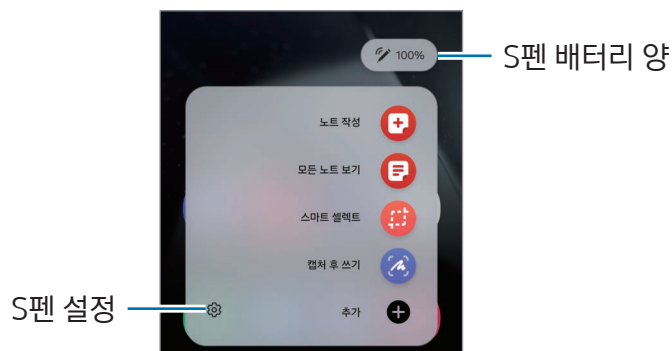 100%
S펜 배터리 양
노트 작성
모든 노트 보기
스마트 셀렉트
캡처 후 쓰기
S펜 설정
추가